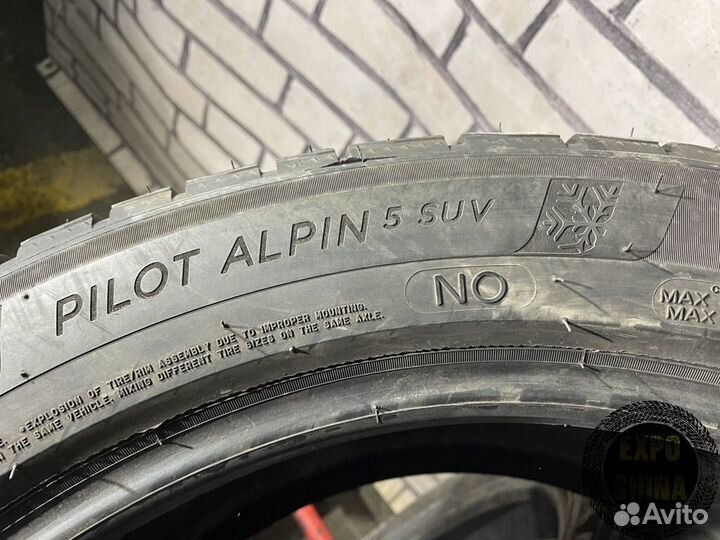 PILOT ALPIN 5 SUV
NO
MAX
MAX
EXPLOSION OF TIRE/RIM ASSEMBLY DUE TO IMPROPER MOUNTING.
THE SAME VEHICLE. MIXING DIFFERENT TIRE SIZES ON THE SAME AXLE.
EXPO
SHINA
Avito